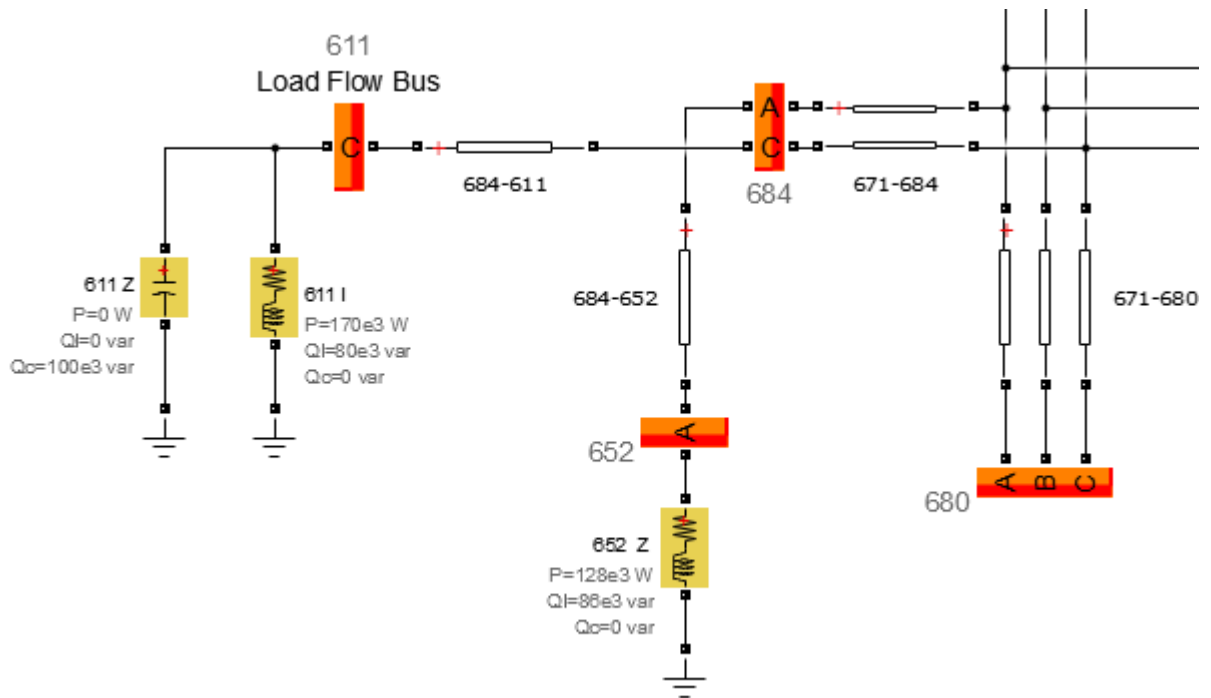 611
Load Flow Bus
C
684-611
A
C
684
671-684
611 Z
P=0 W
Ql=0 var
Qc=100e3 var
611 I
P=170e3 W
Ql=80e3 var
Qc=0 var
684-652
671-680
A
652
652 Z
P=128e3 W
Ql=86e3 var
Qc=0 var
A B C
680